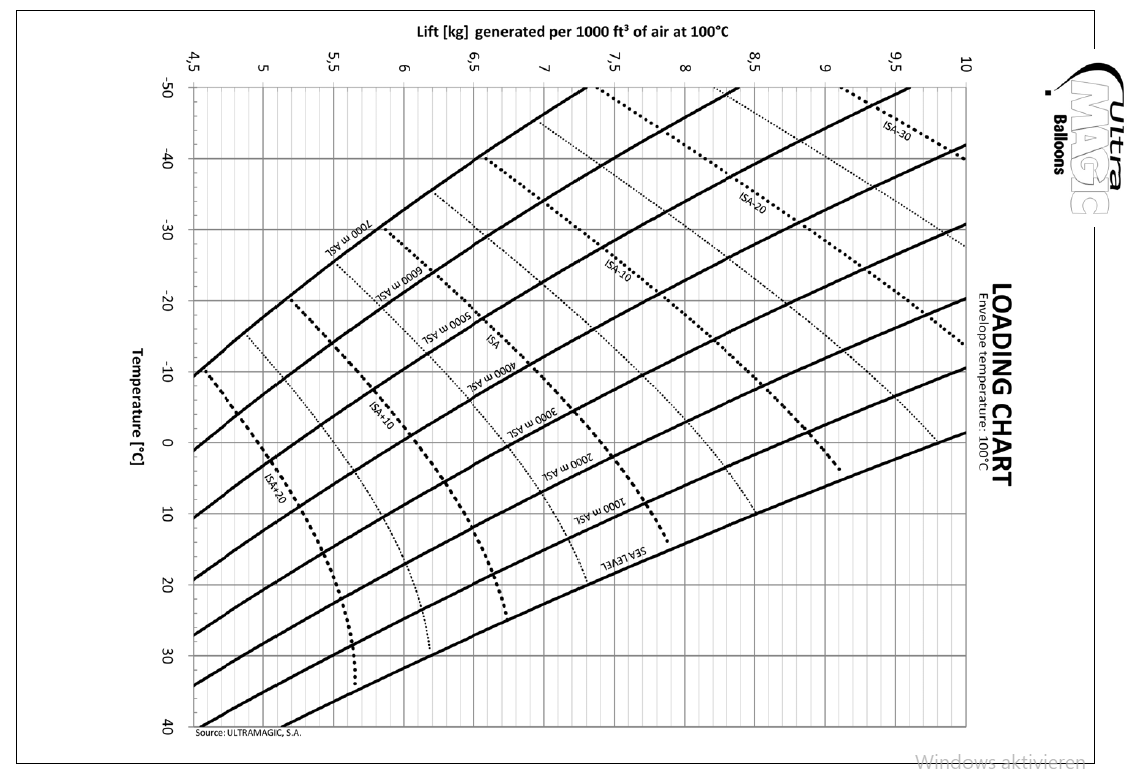 Lift [kg] generated per 1000 ft³ of air at 100°C
4,5
5
5,5
6
6,5
7
7,5
8
8,5
9
9,5
10
-50
-40
-30
-20
-10
0
10
20
30
40
Temperature [°C]
ISA-30
ISA-20
ISA-10
ISA
ISA+10
ISA+20
7000 m ASL
6000 m ASL
5000 m ASL
4000 m ASL
3000 m ASL
2000 m ASL
1000 m ASL
SEA LEVEL
LOADING CHART
Envelope temperature: 100°C
Ultra
MAGIC
Balloons
Source: ULTRAMAGIC, S.A.
Windows aktivieren